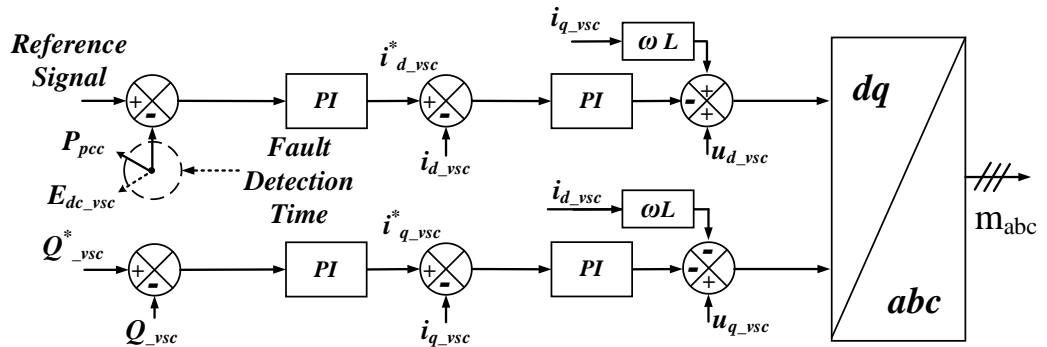 Reference
Signal
+
-
P_pcc
E_dc_vsc
Fault
Detection
Time
PI
i*_d_vsc
+
-
i_d_vsc
PI
i_q_vsc
ω L
-
+
+
u_d_vsc
Q*_vsc
+
-
Q_vsc
PI
i*_q_vsc
+
-
i_q_vsc
PI
i_d_vsc
ωL
-
-
+
u_q_vsc
dq
abc
m_abc